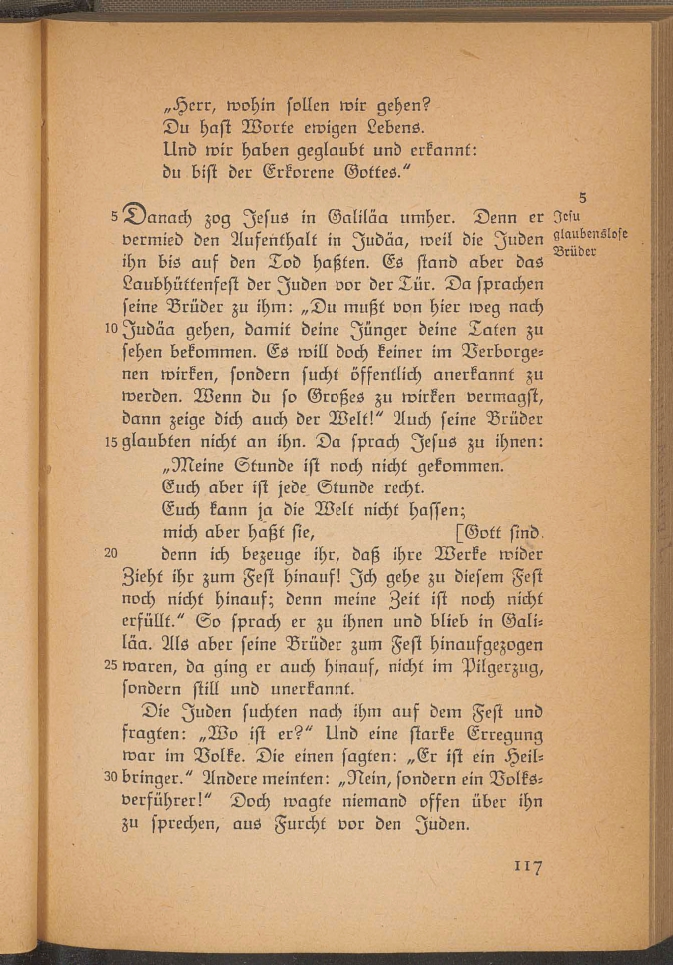 „Herr, wohin sollen wir gehen?
Du hast Worte ewigen Lebens.
Und wir haben geglaubt und erkannt:
du bist der Erkorene Gottes.“
5
5 Danach zog Jesus in Galiläa umher. Denn er
Jesu
vermied den Aufenthalt in Judäa, weil die Juden
glaubenslose
ihn bis auf den Tod haßten. Es stand aber das
Brüder
Laubhüttenfest der Juden vor der Tür. Da sprachen
seine Brüder zu ihm: „Du mußt von hier weg nach
10 Judäa gehen, damit deine Jünger deine Taten zu
sehen bekommen. Es will doch keiner im Verborge-
nen wirken, sondern sucht öffentlich anerkannt zu
werden. Wenn du so Großes zu wirken vermagst,
dann zeige dich auch der Welt!“ Auch seine Brüder
15 glaubten nicht an ihn. Da sprach Jesus zu ihnen:
„Meine Stunde ist noch nicht gekommen.
Euch aber ist jede Stunde recht.
Euch kann ja die Welt nicht hassen;
mich aber haßt sie, [Gott sind.
20 denn ich bezeuge ihr, daß ihre Werke wider
Zieht ihr zum Fest hinauf! Ich gehe zu diesem Fest
noch nicht hinauf; denn meine Zeit ist noch nicht
erfüllt.“ So sprach er zu ihnen und blieb in Gali-
läa. Als aber seine Brüder zum Fest hinaufgezogen
25 waren, da ging er auch hinauf, nicht im Pilgerzug,
sondern still und unerkannt.
Die Juden suchten nach ihm auf dem Fest und
fragten: „Wo ist er?“ Und eine starke Erregung
war im Volke. Die einen sagten: „Er ist ein Heil-
30 bringer.“ Andere meinten: „Nein, sondern ein Volks-
verführer!“ Doch wagte niemand offen über ihn
zu sprechen, aus Furcht vor den Juden.
117